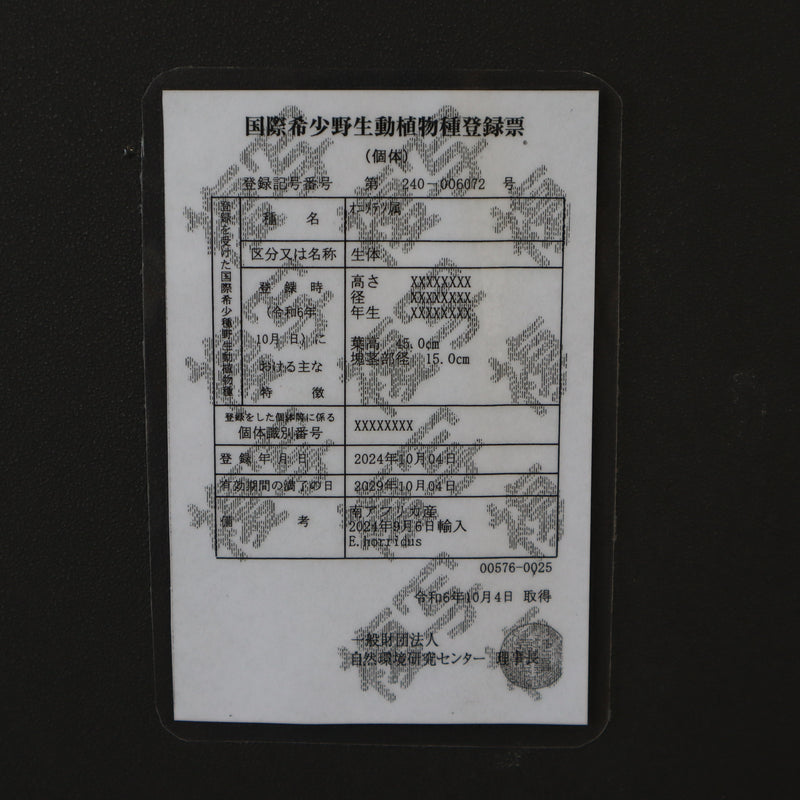 国際希少野生動植物種登録票
(個体)
登録記号番号 第 240-006072 号
登録を受けた国際希少種野生動植物種
種名 オーソテツ属
区分又は名称 生体
登録時
(令和6年
10月 日)に
おける主な
特徴
高さ XXXXXXXX
径 XXXXXXXX
年生 XXXXXXXX
葉高 45.0cm
塊茎部径 15.0cm
登録をした個体等に係る
個体識別番号 XXXXXXXX
登録年月日 2024年10月04日
有効期間の満了の日 2029年10月04日
備考
南アフリカ産
2024年9月6日輸入
E.horridus
00576-0025
令和6年10月4日 取得
一般財団法人
自然環境研究センター 理事長